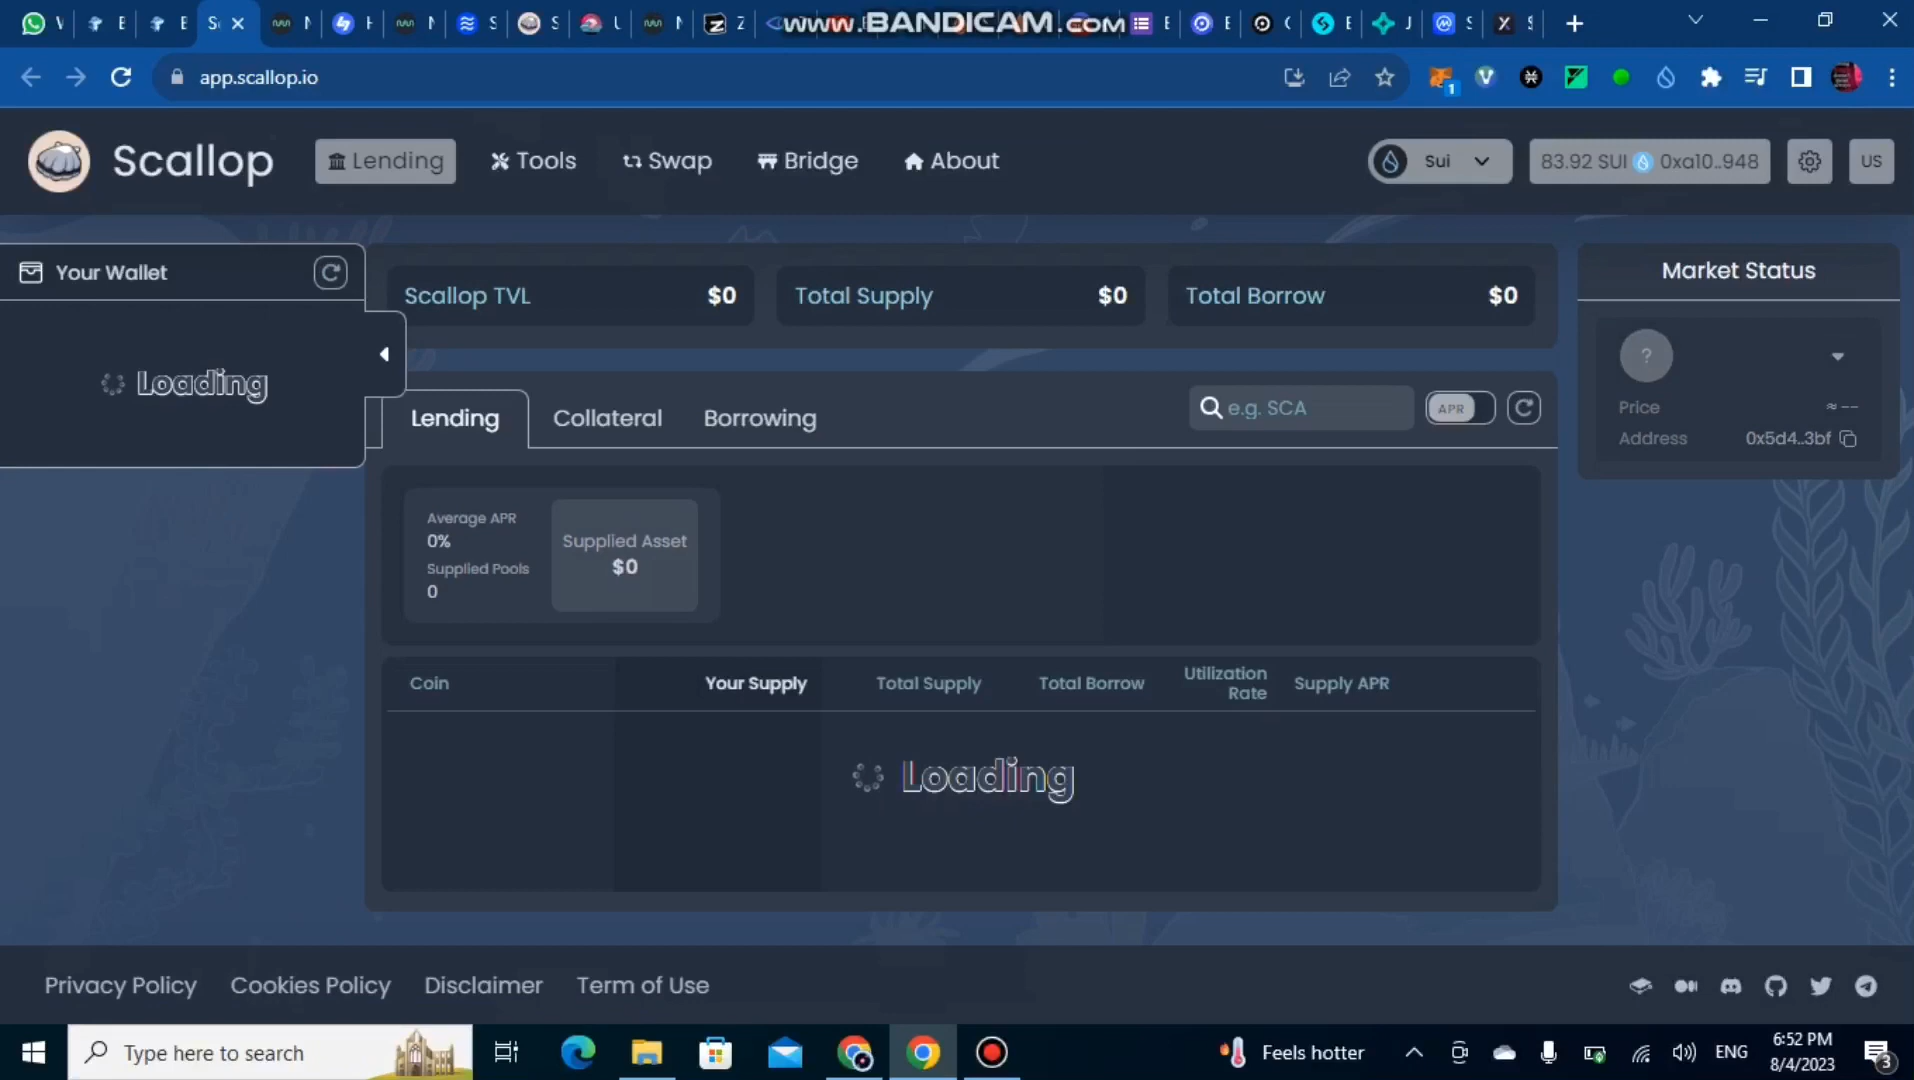 www.BANDICAM.com
app.scallop.io
1
Scallop
Lending
Tools
Swap
Bridge
About
Sui
83.92 SUI 0xa10..948
US
Your Wallet
Loading
Scallop TVL $0
Total Supply $0
Total Borrow $0
Market Status
?
Price ≈ --
Address 0x5d4..3bf
Lending
Collateral
Borrowing
e.g. SCA
APR
Average APR
0%
Supplied Pools
0
Supplied Asset
$0
Coin
Your Supply
Total Supply
Total Borrow
Utilization
Rate
Supply APR
Loading
Privacy Policy
Cookies Policy
Disclaimer
Term of Use
Type here to search
Feels hotter
ENG
6:52 PM
8/4/2023
3